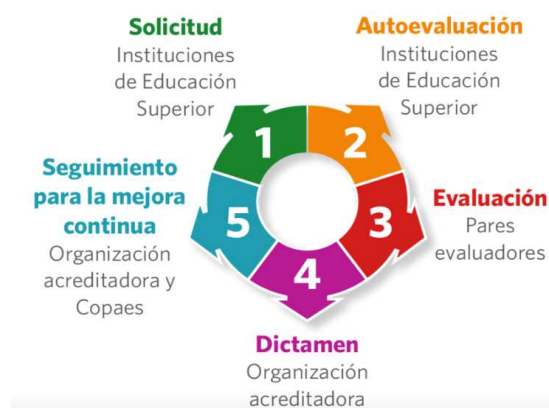 Solicitud
Instituciones
de Educación
Superior
Autoevaluación
Instituciones
de Educación
Superior
1
2
3
4
5
Evaluación
Pares
evaluadores
Dictamen
Organización
acreditadora
Seguimiento
para la mejora
continua
Organización
acreditadora y
Copaes